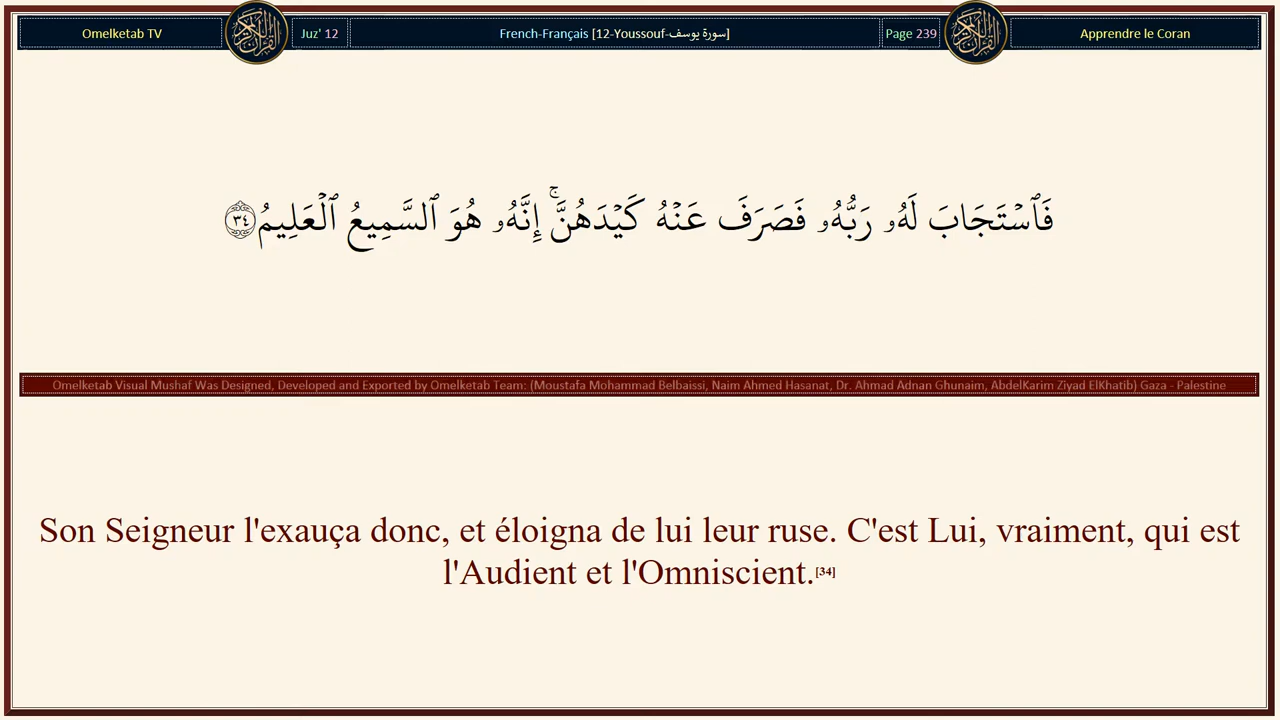 Omelketab TV
Juz' 12
French-Français [12-Youssouf-سورة يوسف]
Page 239
Apprendre le Coran
فَٱسۡتَجَابَ لَهُۥ رَبُّهُۥ فَصَرَفَ عَنۡهُ كَيۡدَهُنَّۚ إِنَّهُۥ هُوَ ٱلسَّمِيعُ ٱلۡعَلِيمُ ٣٤
Omelketab Visual Mushaf Was Designed, Developed and Exported by Omelketab Team: (Moustafa Mohammad Belbaissi, Naim Ahmed Hasanat, Dr. Ahmad Adnan Ghunaim, AbdelKarim Ziyad ElKhatib) Gaza - Palestine
Son Seigneur l'exauça donc, et éloigna de lui leur ruse. C'est Lui, vraiment, qui est
l'Audient et l'Omniscient.[34]